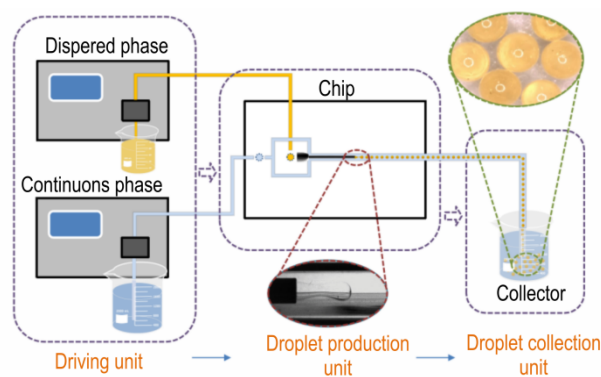 Dispered phase
Chip
Continuons phase
Collector
Driving unit
Droplet production
unit
Droplet collection
unit